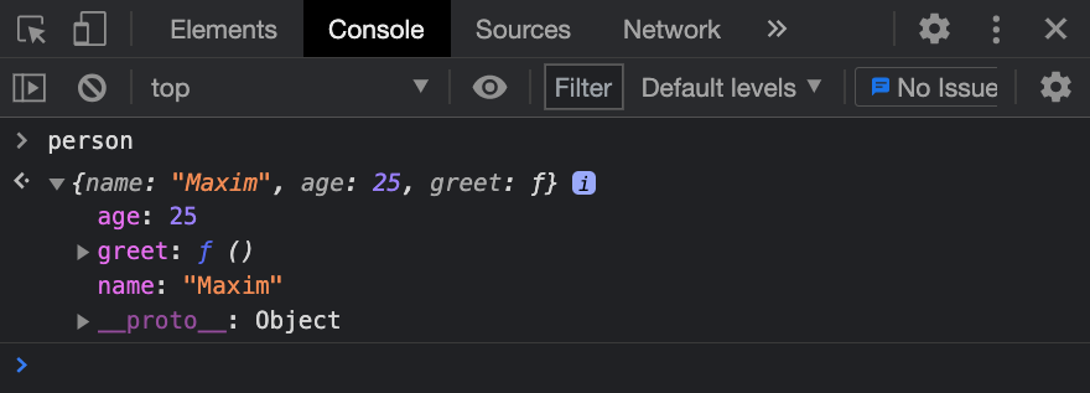 Elements Console Sources Network »
top ▼ Filter Default levels ▼ No Issue
> person
<· ▼{name: "Maxim", age: 25, greet: ƒ} i
age: 25
▶greet: ƒ ()
name: "Maxim"
▶__proto__: Object
>